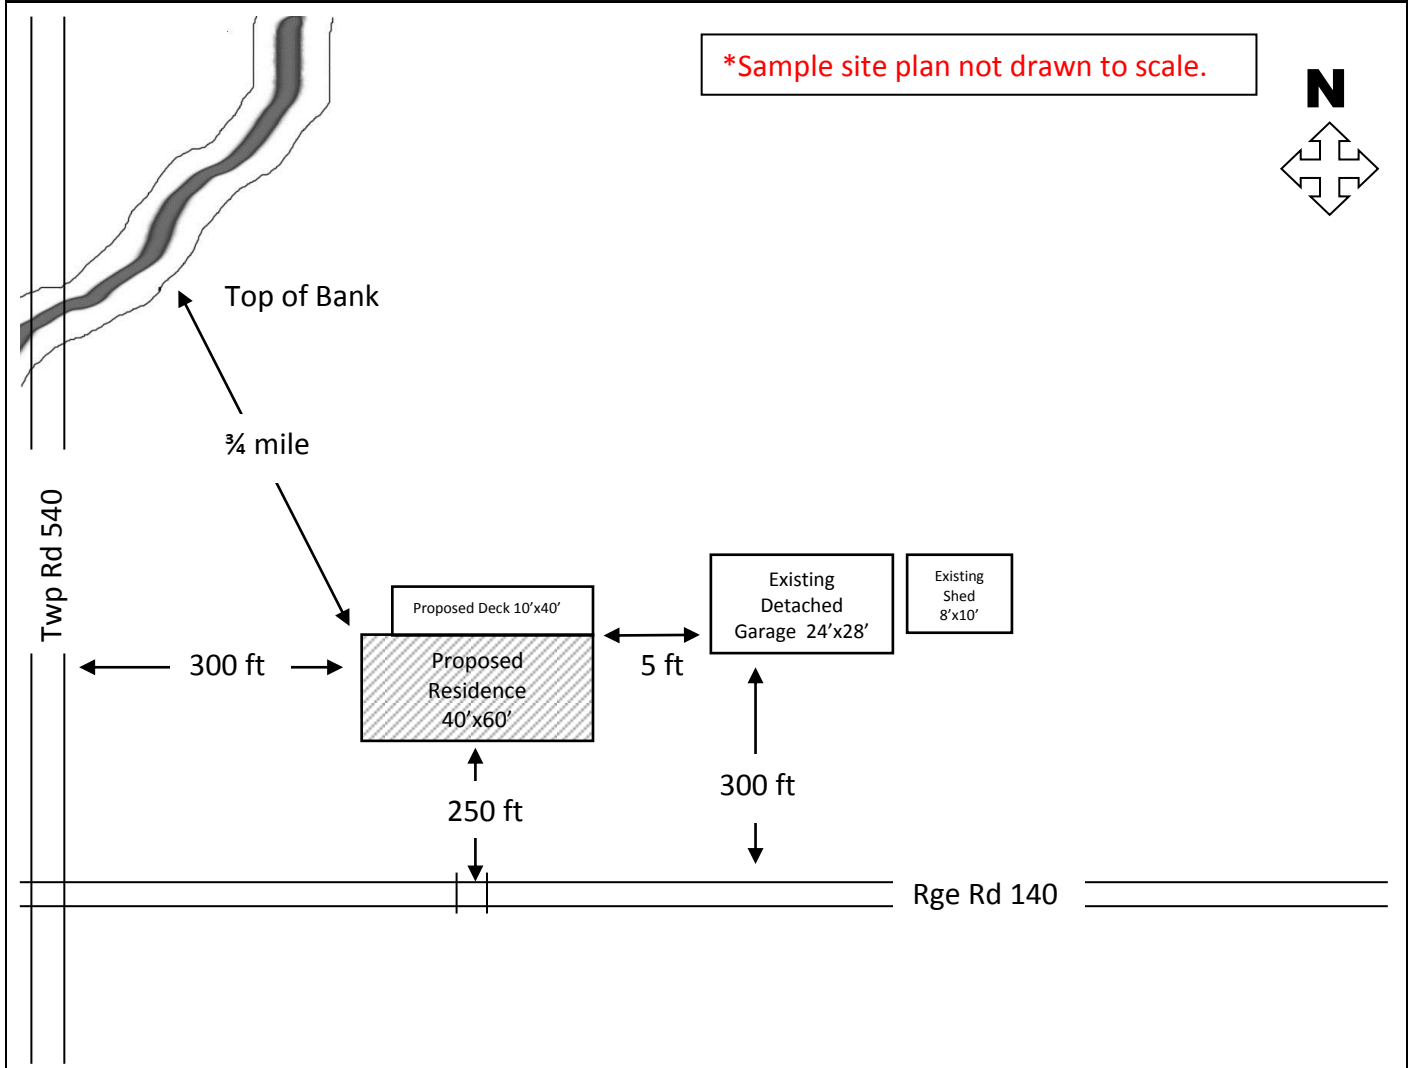 *Sample site plan not drawn to scale.
N
Top of Bank
¾ mile
Twp Rd 540
Proposed Deck 10’x40’
Existing
Detached
Garage 24’x28’
Existing
Shed
8’x10’
300 ft
Proposed
Residence
40’x60’
5 ft
250 ft
300 ft
Rge Rd 140